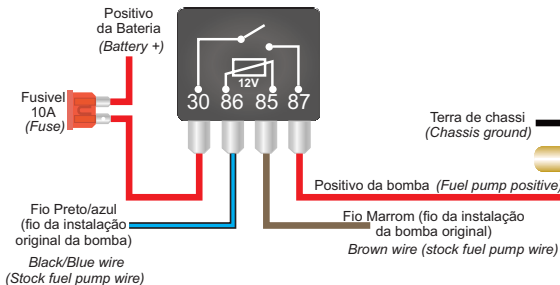 Positivo
da Bateria
(Battery +)
Fusivel
10A
(Fuse)
12V
30 86 85 87
Terra de chassi
(Chassis ground)
Positivo da bomba (Fuel pump positive)
Fio Preto/azul
(fio da instalação
original da bomba)
Black/Blue wire
(Stock fuel pump wire)
Fio Marrom (fio da instalação
da bomba original)
Brown wire (stock fuel pump wire)